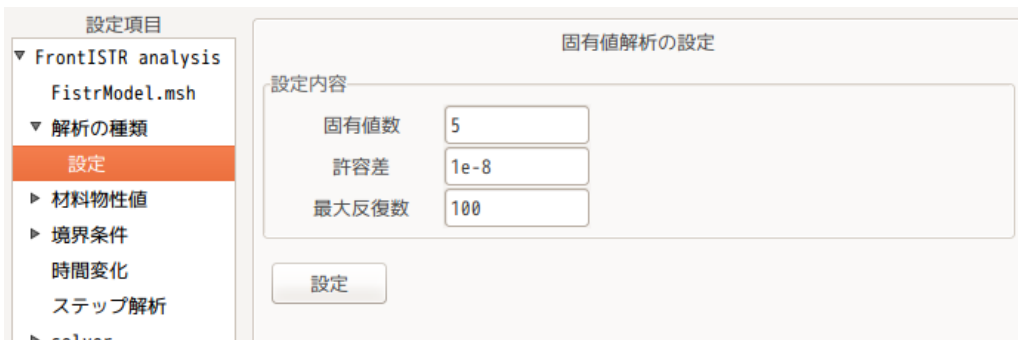 設定項目
FrontISTR analysis
FistrModel.msh
解析の種類
設定
材料物性値
境界条件
時間変化
ステップ解析
固有値解析の設定
設定内容
固有値数 5
許容差 1e-8
最大反復数 100
設定